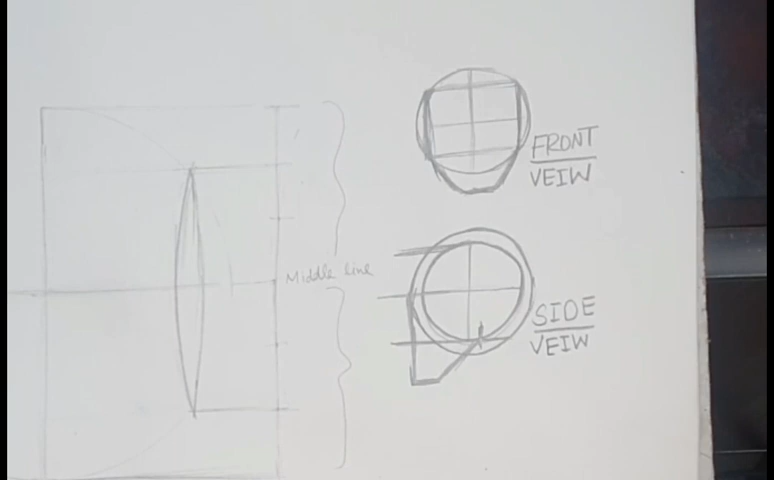 FRONT
VEIW
Middle line
SIDE
VEIW